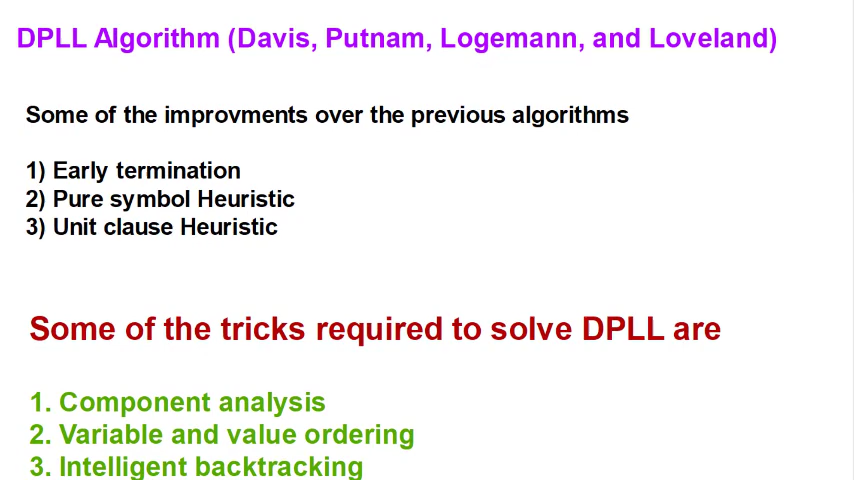 DPLL Algorithm (Davis, Putnam, Logemann, and Loveland)
Some of the improvments over the previous algorithms
1) Early termination
2) Pure symbol Heuristic
3) Unit clause Heuristic
Some of the tricks required to solve DPLL are
1. Component analysis
2. Variable and value ordering
3. Intelligent backtracking